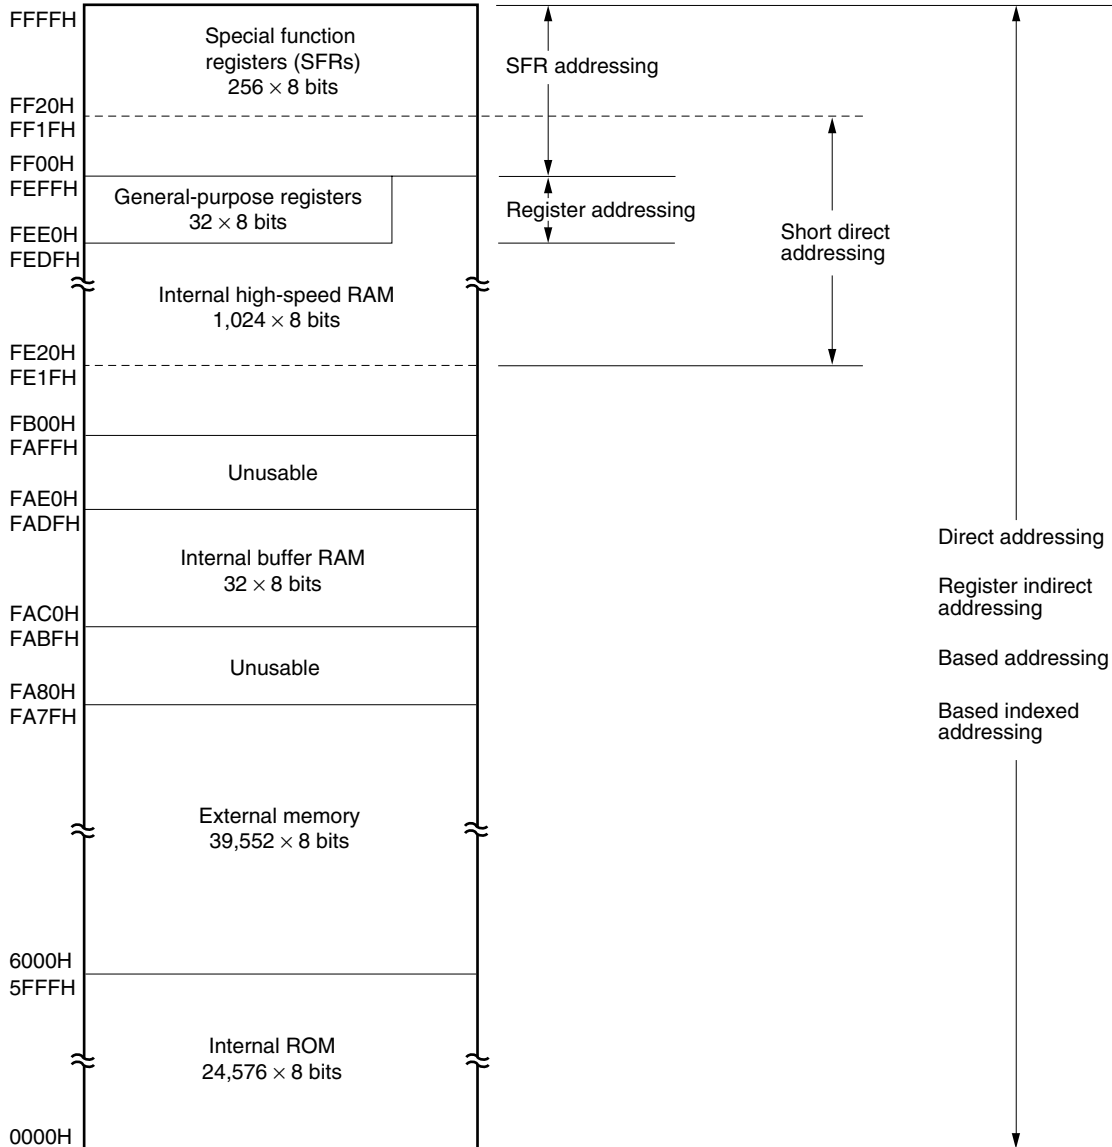 FFFFH
Special function
registers (SFRs)
256 × 8 bits
SFR addressing
FF20H
FF1FH
FF00H
FEFFH
General-purpose registers
32 × 8 bits
Register addressing
FEE0H
FEDFH
Short direct
addressing
Internal high-speed RAM
1,024 × 8 bits
FE20H
FE1FH
FB00H
FAFFH
Unusable
FAE0H
FADFH
Internal buffer RAM
32 × 8 bits
FAC0H
FABFH
Unusable
FA80H
FA7FH
Direct addressing
Register indirect
addressing
Based addressing
Based indexed
addressing
External memory
39,552 × 8 bits
6000H
5FFFH
Internal ROM
24,576 × 8 bits
0000H